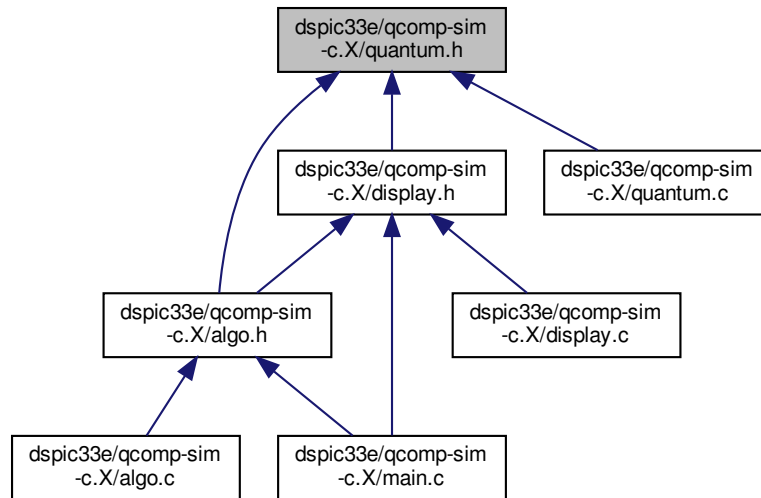 dspic33e/qcomp-sim
-c.X/quantum.h
dspic33e/qcomp-sim
-c.X/display.h
dspic33e/qcomp-sim
-c.X/quantum.c
dspic33e/qcomp-sim
-c.X/algo.h
dspic33e/qcomp-sim
-c.X/display.c
dspic33e/qcomp-sim
-c.X/algo.c
dspic33e/qcomp-sim
-c.X/main.c